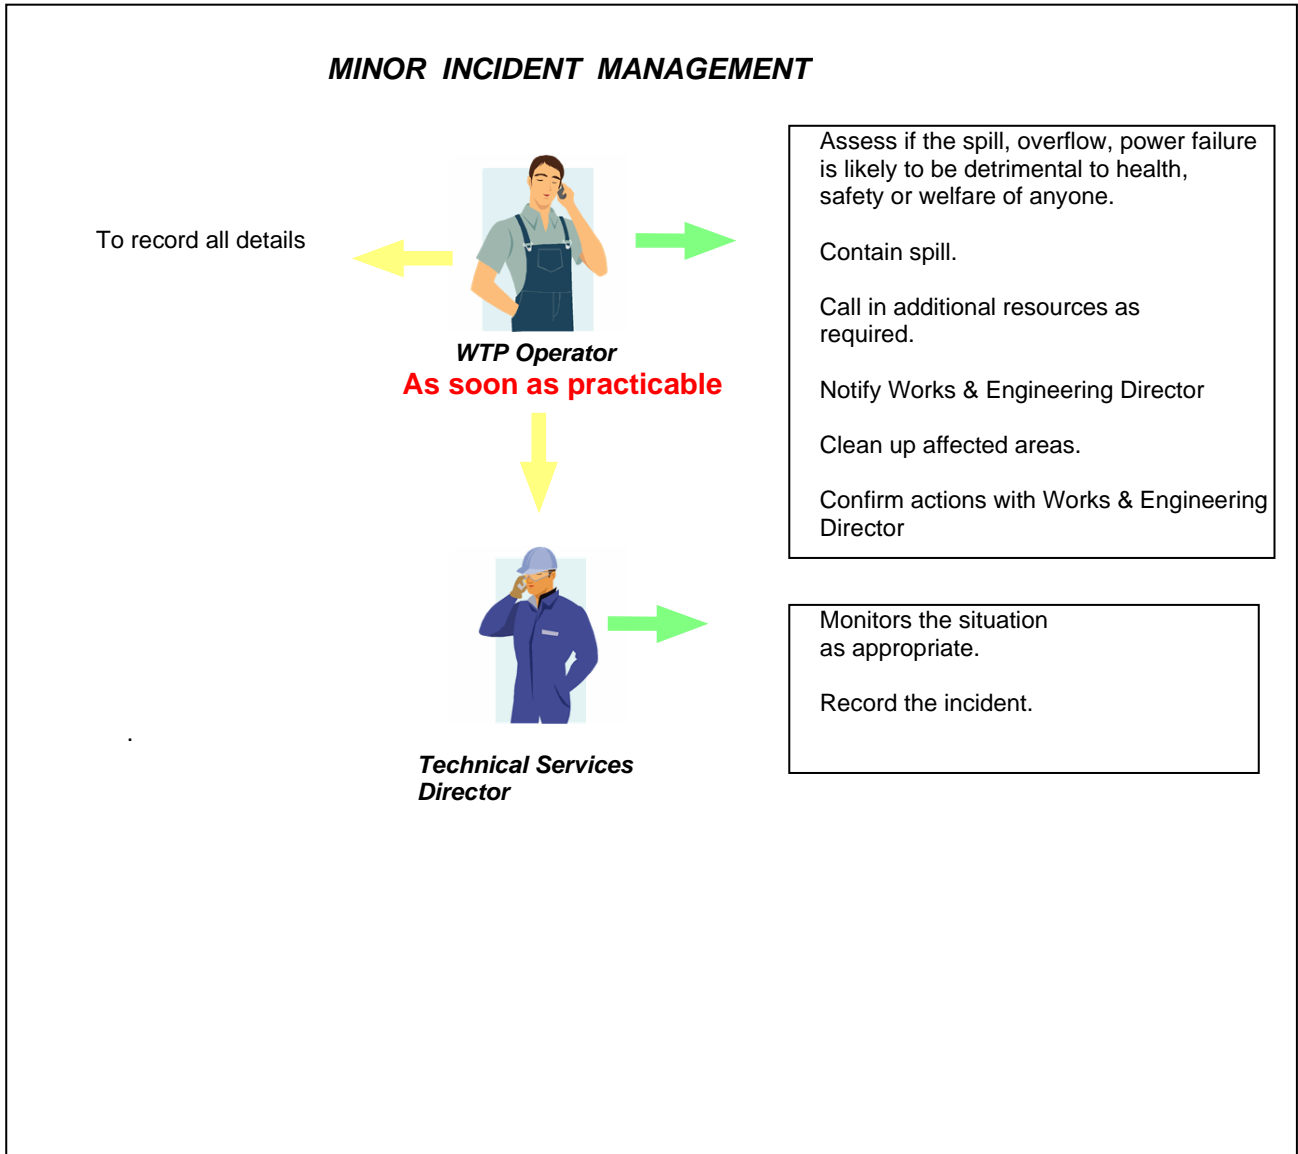 MINOR INCIDENT MANAGEMENT
To record all details
WTP Operator
As soon as practicable
Assess if the spill, overflow, power failure
is likely to be detrimental to health,
safety or welfare of anyone.
Contain spill.
Call in additional resources as
required.
Notify Works & Engineering Director
Clean up affected areas.
Confirm actions with Works & Engineering
Director
Monitors the situation
as appropriate.
Record the incident.
.
Technical Services
Director